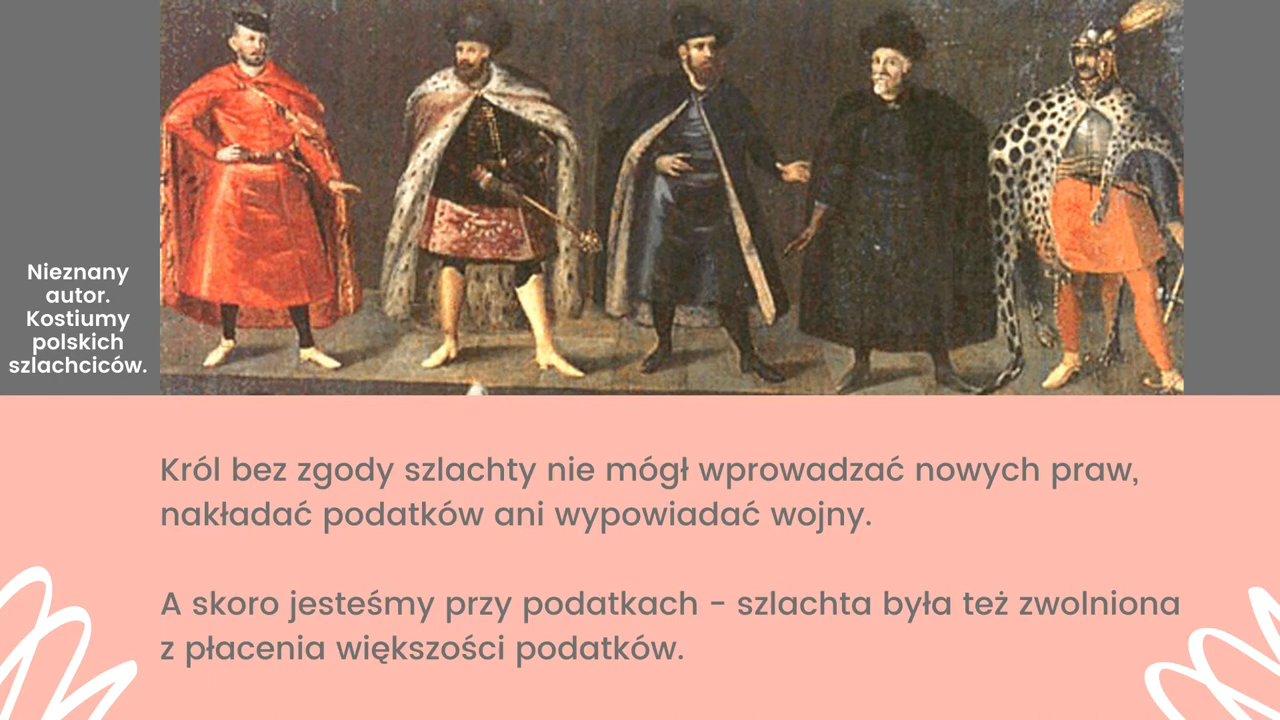 Nieznany
autor.
Kostiumy
polskich
szlachciców.
Król bez zgody szlachty nie mógł wprowadzać nowych praw,
nakładać podatków ani wypowiadać wojny.
A skoro jesteśmy przy podatkach - szlachta była też zwolniona
z płacenia większości podatków.